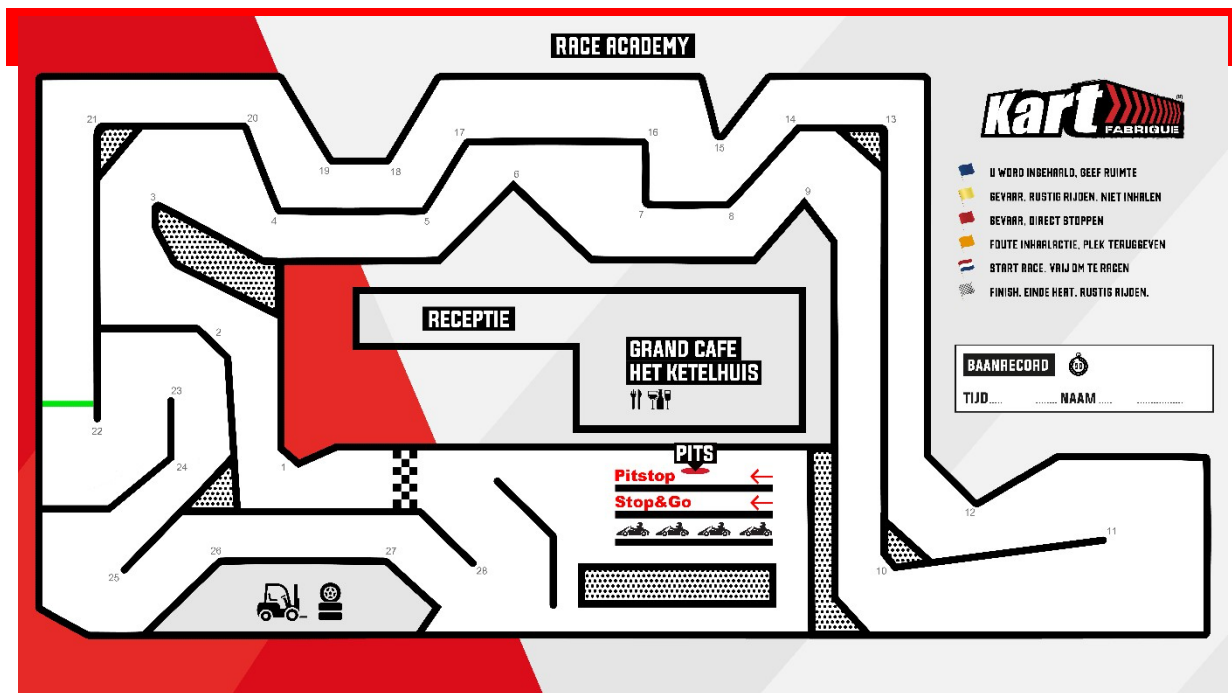 RACE ACADEMY
Kart
FABRIQUE
U WORD INGEHAALD, GEEF RUIMTE
GEVAAR, RUSTIG RIJDEN, NIET INHALEN
GEVAAR, DIRECT STOPPEN
FOUTE INHAALACTIE, PLEK TERUGGEVEN
START RACE, VRIJ OM TE RACEN
FINISH, EINDE HEAT, RUSTIG RIJDEN.
BAANRECORD
TIJD..... ........NAAM..... .................
21
20
19
18
17
16
15
14
13
3
4
5
6
7
8
9
RECEPTIE
GRAND CAFE
HET KETELHUIS
2
23
22
24
1
PITS
Pitstop
Stop&Go
12
11
10
25
26
27
28